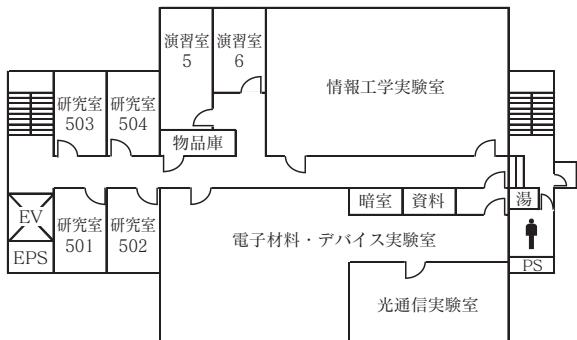 演習室
5
演習室
6
情報工学実験室
研究室
503
研究室
504
物品庫
EV
EPS
研究室
501
研究室
502
暗室
資料
湯
電子材料・デバイス実験室
PS
光通信実験室